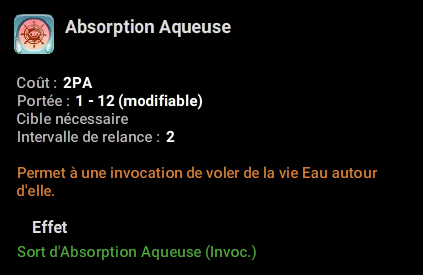 Absorption Aqueuse
Coût : 2PA
Portée : 1 - 12 (modifiable)
Cible nécessaire
Intervalle de relance : 2
Permet à une invocation de voler de la vie Eau autour
d'elle.
Effet
Sort d'Absorption Aqueuse (Invoc.)